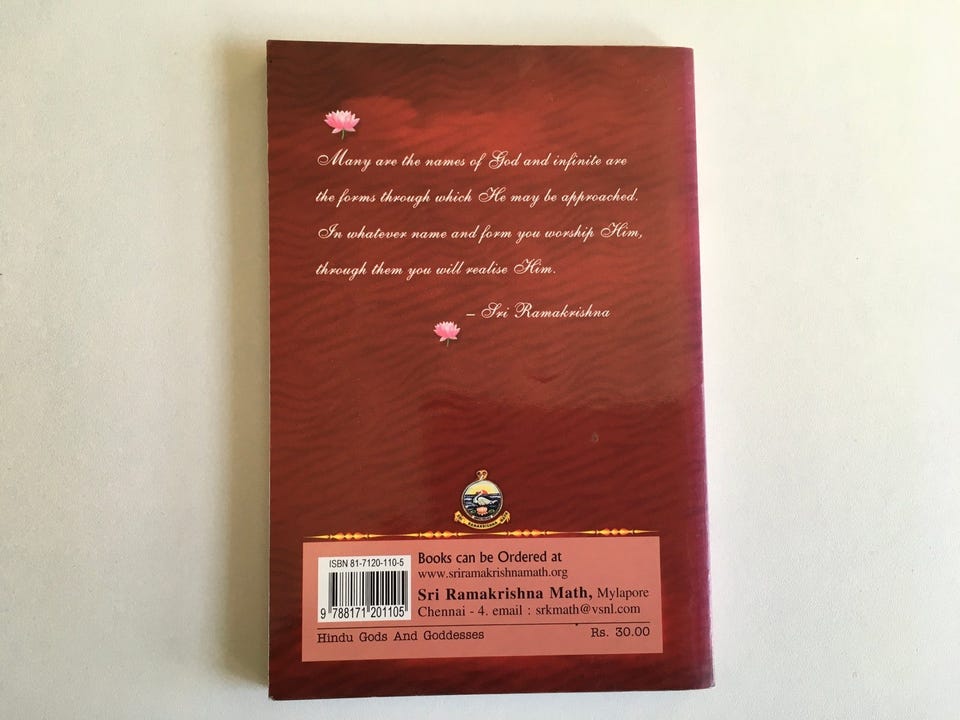 Many are the names of God and infinite are
the forms through which He may be approached.
In whatever name and form you worship Him,
through them you will realise Him.
– Sri Ramakrishna
ISBN 81-7120-110-5
9 788171 201105
Books can be Ordered at
www.sriramakrishnamath.org
Sri Ramakrishna Math, Mylapore
Chennai - 4. email : srkmath@vsnl.com
Hindu Gods And Goddesses
Rs. 30.00